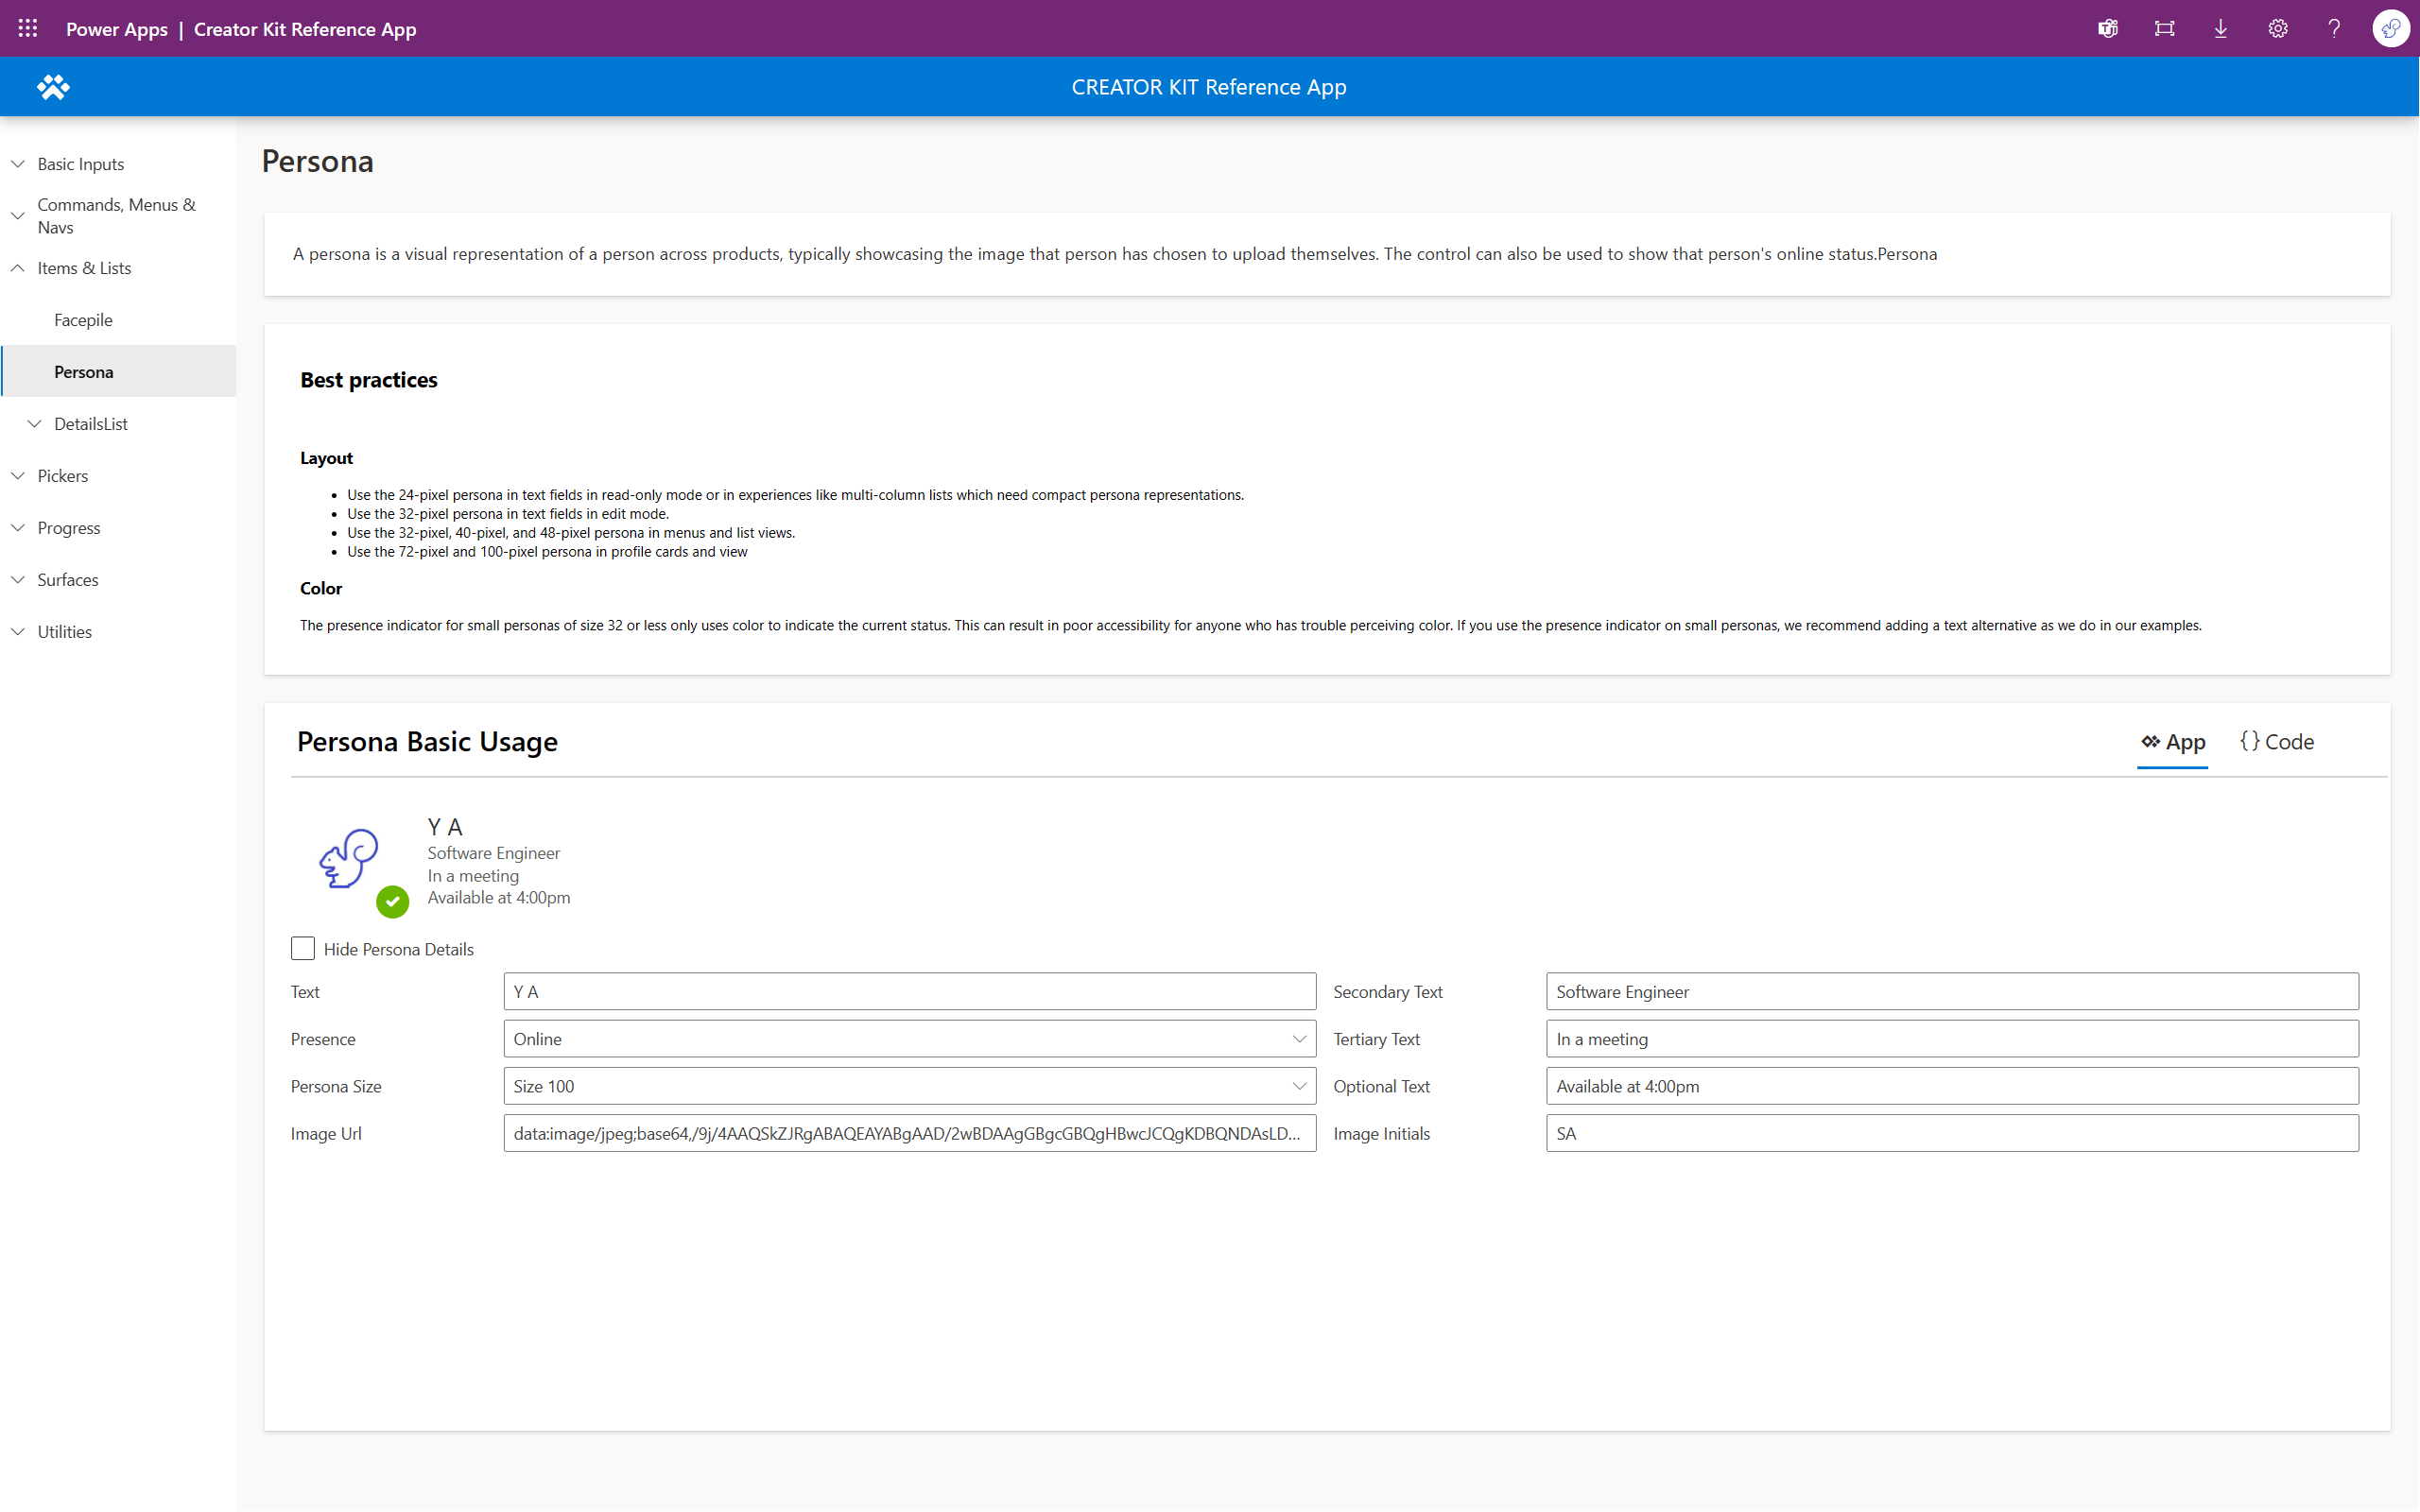 Power Apps | Creator Kit Reference App
CREATOR KIT Reference App
Basic Inputs
Commands, Menus &
Navs
Items & Lists
Facepile
Persona
DetailsList
Pickers
Progress
Surfaces
Utilities
Persona
A persona is a visual representation of a person across products, typically showcasing the image that person has chosen to upload themselves. The control can also be used to show that person's online status.Persona
Best practices
Layout
• Use the 24-pixel persona in text fields in read-only mode or in experiences like multi-column lists which need compact persona representations.
• Use the 32-pixel persona in text fields in edit mode.
• Use the 32-pixel, 40-pixel, and 48-pixel persona in menus and list views.
• Use the 72-pixel and 100-pixel persona in profile cards and view
Color
The presence indicator for small personas of size 32 or less only uses color to indicate the current status. This can result in poor accessibility for anyone who has trouble perceiving color. If you use the presence indicator on small personas, we recommend adding a text alternative as we do in our examples.
Persona Basic Usage
App
{} Code
Y A
Software Engineer
In a meeting
Available at 4:00pm
Hide Persona Details
Text Y A Secondary Text Software Engineer
Presence Online Tertiary Text In a meeting
Persona Size Size 100 Optional Text Available at 4:00pm
Image Url data:image/jpeg;base64,/9j/4AAQSkZJRgABAQEAYABgAAD/2wBDAAgGBgcGBQgHBwcJCQgKDBQNDAsLD... Image Initials SA